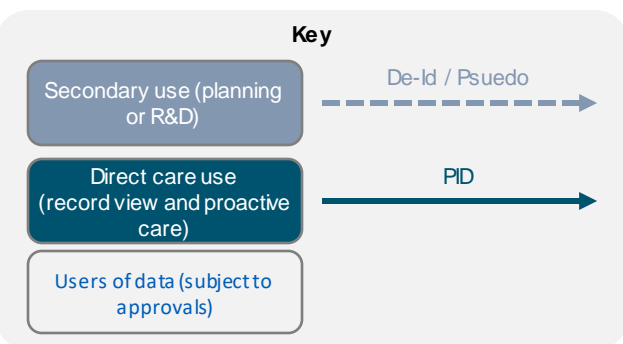 Key
Secondary use (planning
or R&D)
De-Id / Psuedo
Direct care use
(record view and proactive
care)
PID
Users of data (subject to
approvals)